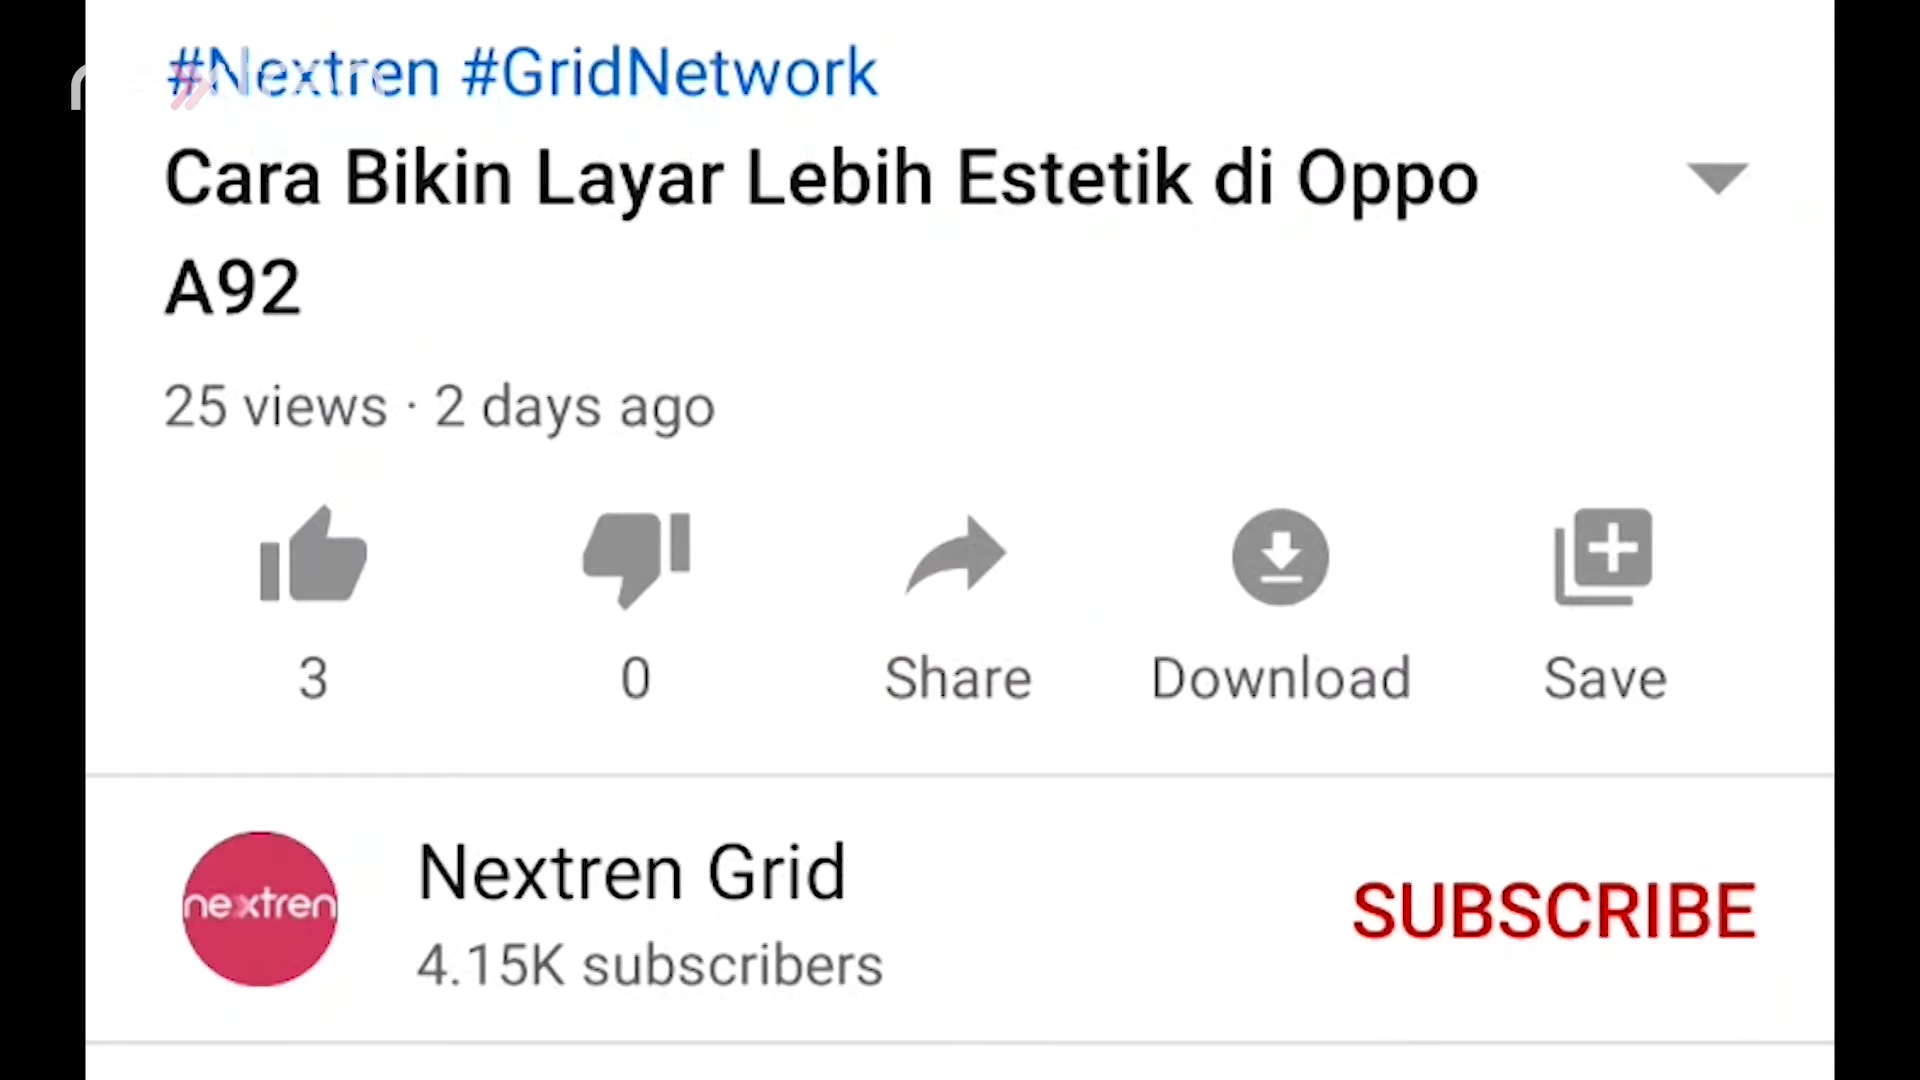 #Nextren #GridNetwork
Cara Bikin Layar Lebih Estetik di Oppo
A92
25 views · 2 days ago
3 0 Share Download Save
nextren
Nextren Grid
SUBSCRIBE
4.15K subscribers